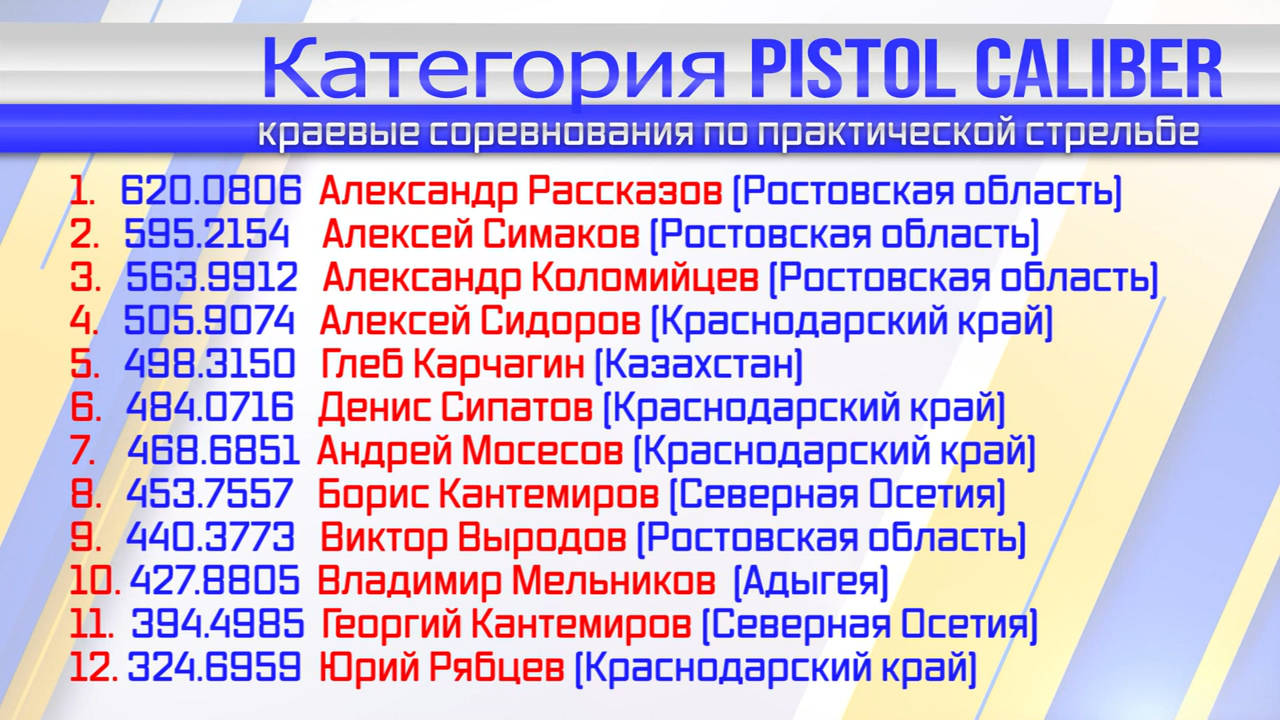 Категория PISTOL CALIBER
краевые соревнования по практической стрельбе
1. 620.0806 Александр Рассказов (Ростовская область)
2. 595.2154 Алексей Симаков (Ростовская область)
3. 563.9912 Александр Коломийцев (Ростовская область)
4. 505.9074 Алексей Сидоров (Краснодарский край)
5. 498.3150 Глеб Карчагин (Казахстан)
6. 484.0716 Денис Сипатов (Краснодарский край)
7. 468.6851 Андрей Мосесов (Краснодарский край)
8. 453.7557 Борис Кантемиров (Северная Осетия)
9. 440.3773 Виктор Выродов (Ростовская область)
10. 427.8805 Владимир Мельников (Адыгея)
11. 394.4985 Георгий Кантемиров (Северная Осетия)
12. 324.6959 Юрий Рябцев (Краснодарский край)